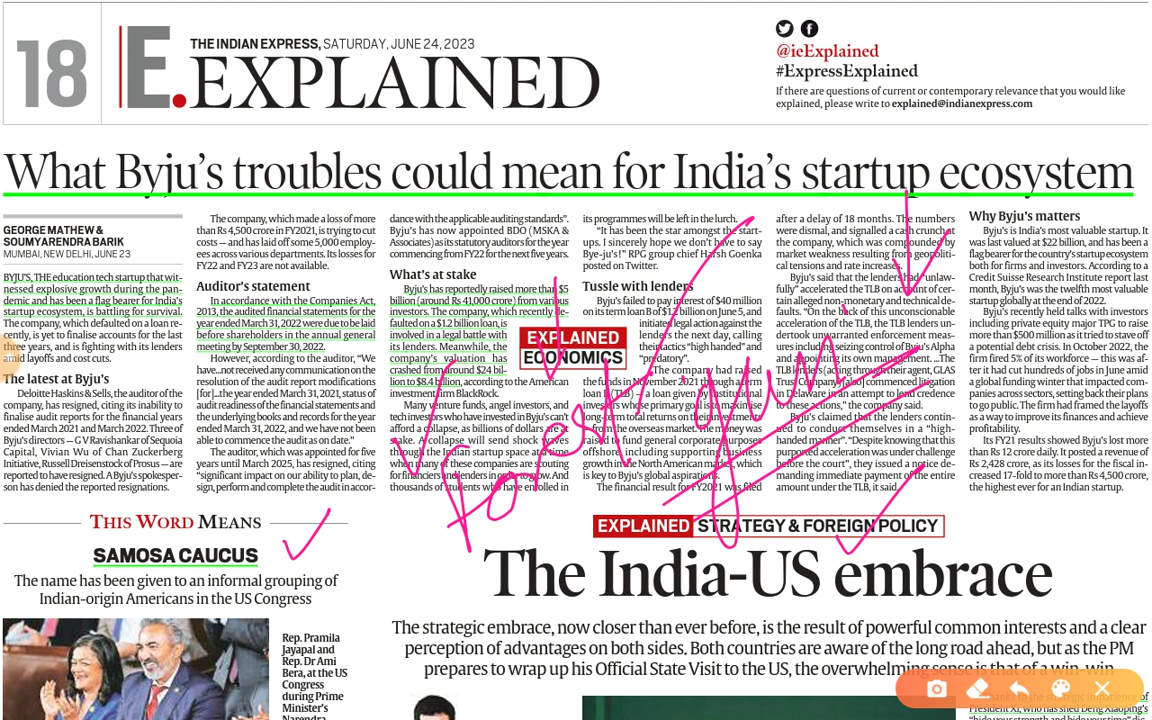 18
E.
THE INDIAN EXPRESS, SATURDAY, JUNE 24, 2023
EXPLAINED
@ieExplained
#ExpressExplained
If there are questions of current or contemporary relevance that you would like
explained, please write to explained@indianexpress.com
What Byju's troubles could mean for India's startup ecosystem
GEORGE MATHEW &
SOUMYARENDRA BARIK
MUMBAI, NEW DELHI, JUNE 23
BYJU'S, THE education tech startup that wit-
nessed explosive growth during the pan-
demic and has been a flag bearer for India's
startup ecosystem, is battling for survival.
The company, which defaulted on a loan re-
cently, is yet to finalise accounts for the last
three years, and is fighting with its lenders
amid layoffs and cost cuts.
The latest at Byju's
Deloitte Haskins & Sells, the auditor of the
company, has resigned, citing its inability to
finalise audit reports for the financial years
ended March 2021 and March 2022. Three of
Byju's directors — G V Ravishankar of Sequoia
Capital, Vivian Wu of Chan Zuckerberg
Initiative, Russell Dreisenstock of Prosus — are
reported to have resigned. A Byju's spokesper-
son has denied the reported resignations.
The company, which made a loss of more
than Rs 4,500 crore in FY2021, is trying to cut
costs — and has laid off some 5,000 employ-
ees across various departments. Its losses for
FY22 and FY23 are not available.
Auditor's statement
In accordance with the Companies Act,
2013, the audited financial statements for the
year ended March 31, 2022 were due to be laid
before shareholders in the annual general
meeting by September 30, 2022.
However, according to the auditor, "We
have...not received any communication on the
resolution of the audit report modifications
[for]...the year ended March 31, 2021, status of
audit readiness of the financial statements and
the underlying books and records for the year
ended March 31, 2022, and we have not been
able to commence the audit as on date."
The auditor, which was appointed for five
years until March 2025, has resigned, citing
"significant impact on our ability to plan, de-
sign, perform and complete the audit in accor-
dance with the applicable auditing standards".
Byju's has now appointed BDO (MSKA &
Associates) as its statutory auditors for the year
commencing from FY22 for the next five years.
What's at stake
Byju's has reportedly raised more than $5
billion (around Rs 41,000 crore) from various
investors. The company, which recently de-
faulted on a $1.2 billion loan, is
involved in a legal battle with
its lenders. Meanwhile, the
company's valuation has
crashed from around $24 bil-
lion to $8.4 billion, according to the American
investment firm BlackRock.
Many venture funds, angel investors, and
tech investors who have invested in Byju's can't
afford a collapse, as billions of dollars are at
stake. A collapse will send shock waves
through the Indian startup space at a time
when many of these companies are scouting
for financiers and lenders in order to grow. And
thousands of students who have enrolled in
EXPLAINED
ECONOMICS
its programmes will be left in the lurch.
"It has been the star amongst the start-
ups. I sincerely hope we don't have to say
Bye-ju's!" RPG group chief Harsh Goenka
posted on Twitter.
Tussle with lenders
Byju's failed to pay interest of $40 million
on its term loan B of $1.2 billion on June 5, and
initiated legal action against the
lenders the next day, calling
their tactics "high handed" and
"predatory".
The company had raised
the funds in November 2021 through a term
loan B (TLB) — a loan given by institutional
investors whose primary goal is to maximise
long-term total returns on their investments
— from the overseas market. The money was
raised to fund general corporate purposes
offshore, including supporting business
growth in the North American market, which
is key to Byju's global aspirations.
The financial result for FY2021 was filed
after a delay of 18 months. The numbers
were dismal, and signalled a cash crunch at
the company, which was compounded by
market weakness resulting from geopoliti-
cal tensions and rate increases.
Byju's said that the lenders had "unlaw-
fully" accelerated the TLB on account of cer-
tain alleged non-monetary and technical de-
faults. "On the back of this unconscionable
acceleration of the TLB, the TLB lenders un-
dertook unwarranted enforcement meas-
ures including seizing control of Byju's Alpha
and appointing its own management. ...The
TLB lenders (acting through their agent, GLAS
Trust Company) also commenced litigation
in Delaware in an attempt to lend credence
to these actions," the company said.
Byju's claimed that the lenders contin-
ued to conduct themselves in a "high-
handed manner". "Despite knowing that this
purported acceleration was under challenge
before the court", they issued a notice de-
manding immediate payment of the entire
amount under the TLB, it said.
Why Byju's matters
Byju's is India's most valuable startup. It
was last valued at $22 billion, and has been a
flag bearer for the country's startup ecosystem
both for firms and investors. According to a
Credit Suisse Research Institute report last
month, Byju's was the twelfth most valuable
startup globally at the end of 2022.
Byju's recently held talks with investors
including private equity major TPG to raise
more than $500 million as it tried to stave off
a potential debt crisis. In October 2022, the
firm fired 5% of its workforce — this was af-
ter it had cut hundreds of jobs in June amid
a global funding winter that impacted com-
panies across sectors, setting back their plans
to go public. The firm had framed the layoffs
as a way to improve its finances and achieve
profitability.
Its FY21 results showed Byju's lost more
than Rs 12 crore daily. It posted a revenue of
Rs 2,428 crore, as its losses for the fiscal in-
creased 17-fold to more than Rs 4,500 crore,
the highest ever for an Indian startup.
THIS WORD MEANS
SAMOSA CAUCUS
The name has been given to an informal grouping of
Indian-origin Americans in the US Congress
Rep. Pramila
Jayapal and
Rep. Dr Ami
Bera, at the US
Congress
during Prime
Minister's
Narendra
EXPLAINED STRATEGY & FOREIGN POLICY
The India-US embrace
The strategic embrace, now closer than ever before, is the result of powerful common interests and a clear
perception of advantages on both sides. Both countries are aware of the long road ahead, but as the PM
prepares to wrap up his Official State Visit to the US, the overwhelming sense is that of a win-win
President Xi, who has shed Deng Xiaoping's